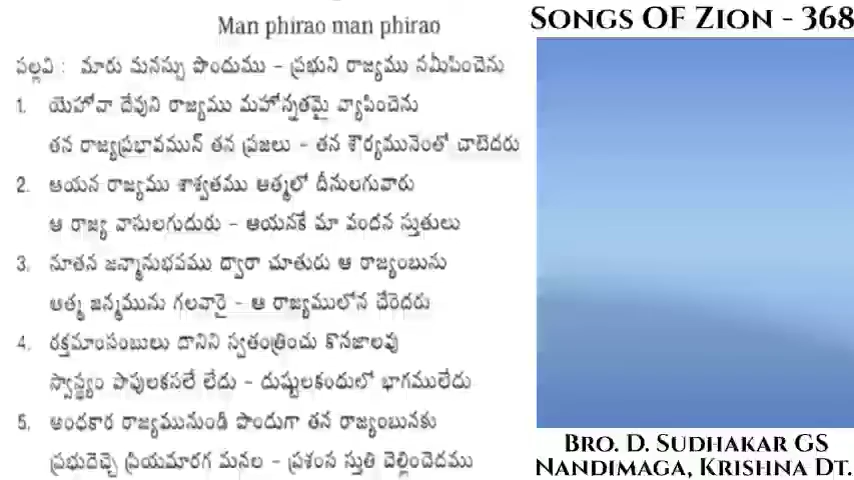 Man phirao man phirao
SONGS OF ZION - 368
పల్లవి : మారు మనస్సు పొందుము - ప్రభుని రాజ్యము సమీపించెను
1. యెహోవా దేవుని రాజ్యము మహోన్నతమై వ్యాపించెను
తన రాజ్యప్రభావమున్ తన ప్రజలు - తన శౌర్యమునెంతో చాటెదరు
2. ఆయన రాజ్యము శాశ్వతము ఆత్మలో దీనులగువారు
ఆ రాజ్య వాసులగుదురు - ఆయనకే మా వందన స్తుతులు
3. నూతన జన్మానుభవము ద్వారా చూతురు ఆ రాజ్యంబును
ఆత్మ జన్మమును గలవారై - ఆ రాజ్యములోన చేరెదరు
4. రక్తమాంసంబులు దానిని స్వతంత్రించు కొనజాలవు
స్వాస్థ్యం పాపులకసలే లేదు - దుష్టులకందులో భాగములేదు
5. అంధకార రాజ్యమునుండి పొందుగా తన రాజ్యంబునకు
ప్రభుదెచ్చె ప్రియమారగ మనల - ప్రశంస స్తుతి చెల్లించెదము
BRO. D. SUDHAKAR GS
NANDIMAGA, KRISHNA DT.